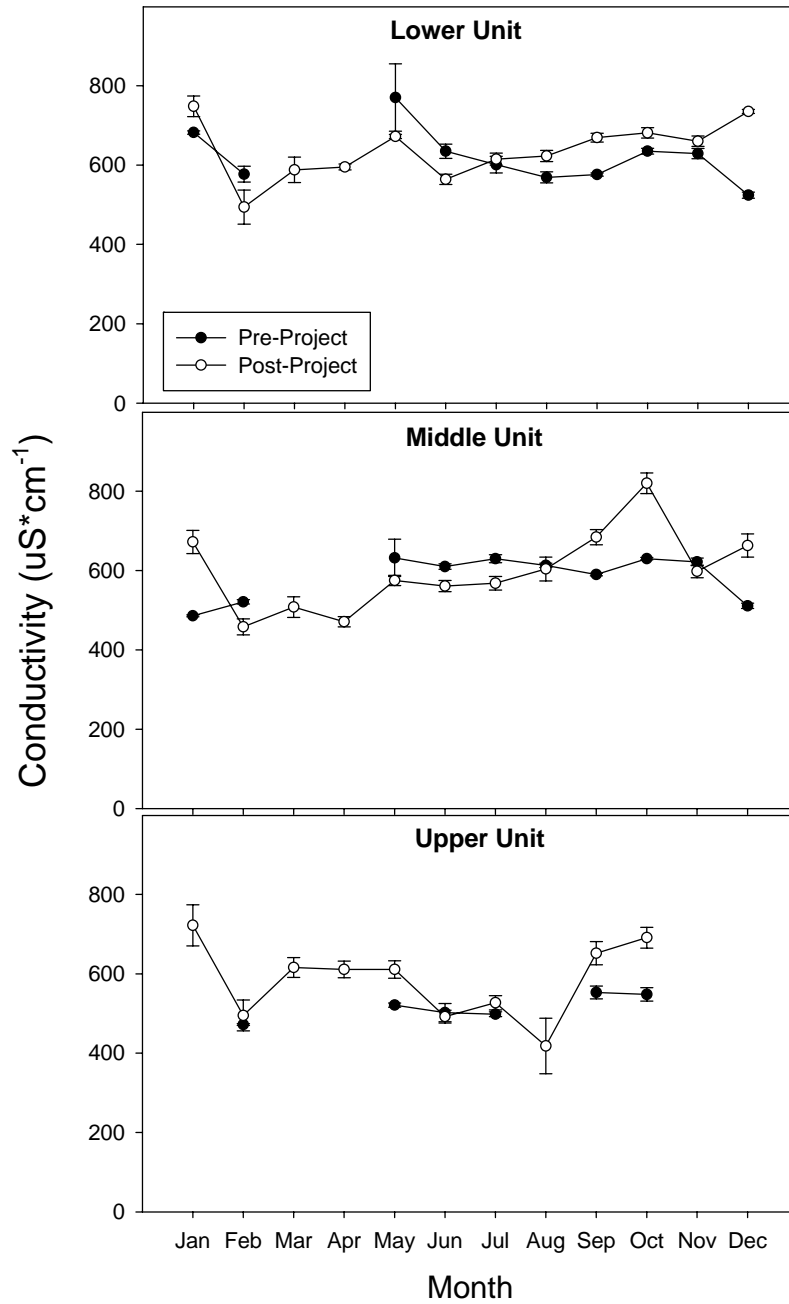 Lower Unit
800
600
400
200
0
Pre-Project
Post-Project
Middle Unit
800
600
400
200
0
Conductivity (uS*cm-1)
Upper Unit
800
600
400
200
0
Jan Feb Mar Apr May Jun Jul Aug Sep Oct Nov Dec
Month